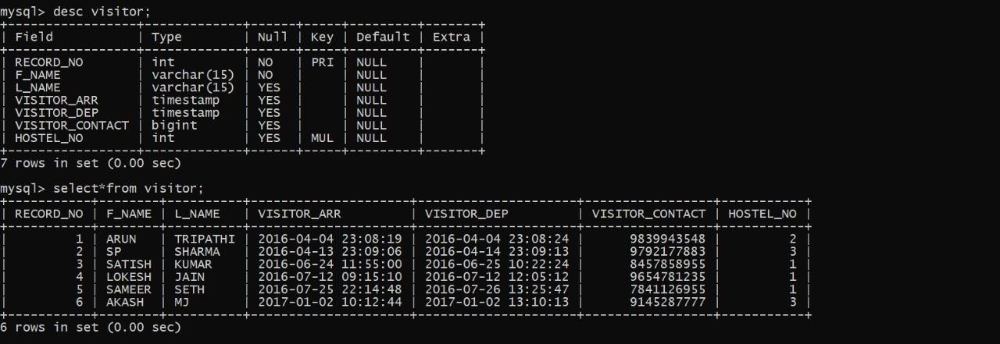 mysql> desc visitor;
+-----------------+-------------+------+-----+---------+-------+
| Field           | Type        | Null | Key | Default | Extra |
+-----------------+-------------+------+-----+---------+-------+
| RECORD_NO       | int         | NO   | PRI | NULL    |       |
| F_NAME          | varchar(15) | NO   |     | NULL    |       |
| L_NAME          | varchar(15) | YES  |     | NULL    |       |
| VISITOR_ARR     | timestamp   | YES  |     | NULL    |       |
| VISITOR_DEP     | timestamp   | YES  |     | NULL    |       |
| VISITOR_CONTACT | bigint      | YES  |     | NULL    |       |
| HOSTEL_NO       | int         | YES  | MUL | NULL    |       |
+-----------------+-------------+------+-----+---------+-------+
7 rows in set (0.00 sec)
mysql> select*from visitor;
+-----------+---------+----------+---------------------+---------------------+-----------------+-----------+
| RECORD_NO | F_NAME  | L_NAME   | VISITOR_ARR         | VISITOR_DEP         | VISITOR_CONTACT | HOSTEL_NO |
+-----------+---------+----------+---------------------+---------------------+-----------------+-----------+
|         1 | ARUN    | TRIPATHI | 2016-04-04 23:08:19 | 2016-04-04 23:08:24 |      9839943548 |         2 |
|         2 | SP      | SHARMA   | 2016-04-13 23:09:06 | 2016-04-14 23:09:13 |      9792177883 |         3 |
|         3 | SATISH  | KUMAR    | 2016-06-24 11:55:00 | 2016-06-25 10:22:24 |      8457858955 |         1 |
|         4 | LOKESH  | JAIN     | 2016-07-12 09:15:10 | 2016-07-12 12:05:12 |      9654781235 |         1 |
|         5 | SAMEER  | SETH     | 2016-07-25 22:14:48 | 2016-07-26 13:25:47 |      7841126955 |         1 |
|         6 | AKASH   | MJ       | 2017-01-02 10:12:44 | 2017-01-02 13:10:13 |      9145287777 |         3 |
+-----------+---------+----------+---------------------+---------------------+-----------------+-----------+
6 rows in set (0.00 sec)